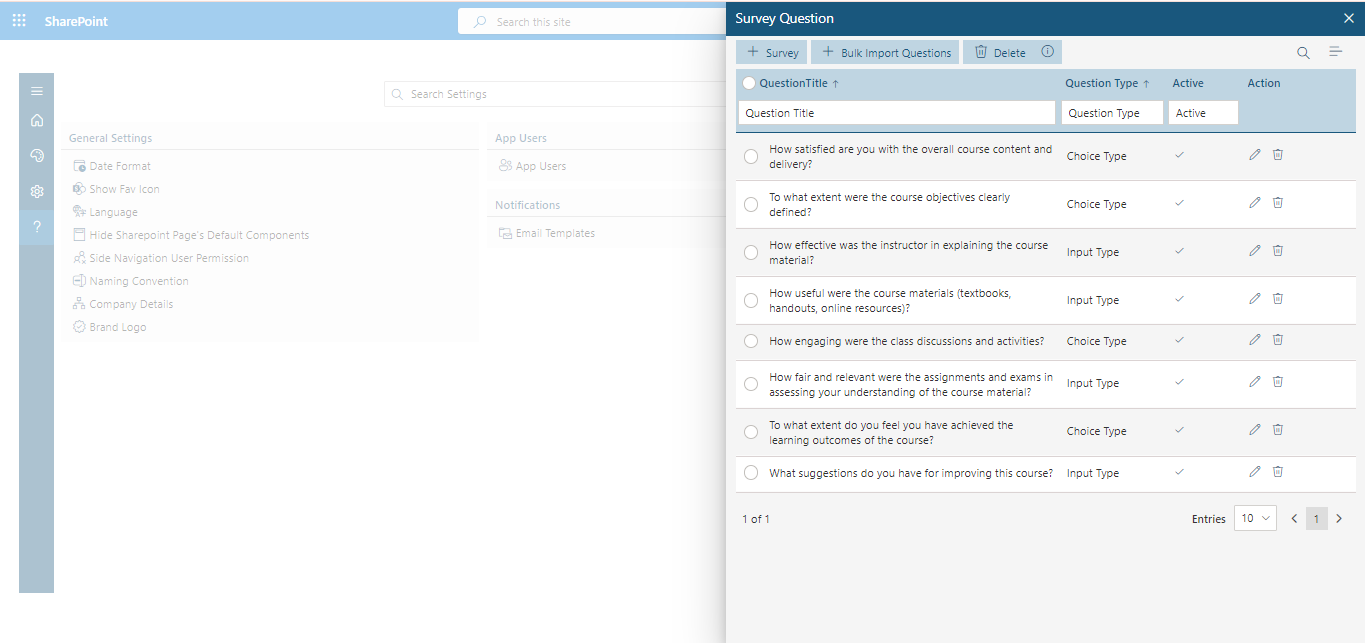 SharePoint
Search this site
Search Settings
General Settings
Date Format
Show Fav Icon
Language
Hide Sharepoint Page's Default Components
Side Navigation User Permission
Naming Convention
Company Details
Brand Logo
App Users
App Users
Notifications
Email Templates
Survey Question
Survey
Bulk Import Questions
Delete
QuestionTitle
Question Type
Active
Action
Question Title
Question Type
Active
How satisfied are you with the overall course content and
delivery?
Choice Type
To what extent were the course objectives clearly
defined?
Choice Type
How effective was the instructor in explaining the course
material?
Input Type
How useful were the course materials (textbooks,
handouts, online resources)?
Input Type
How engaging were the class discussions and activities?
Choice Type
How fair and relevant were the assignments and exams in
assessing your understanding of the course material?
Input Type
To what extent do you feel you have achieved the
learning outcomes of the course?
Choice Type
What suggestions do you have for improving this course?
Input Type
1 of 1
Entries
10
1